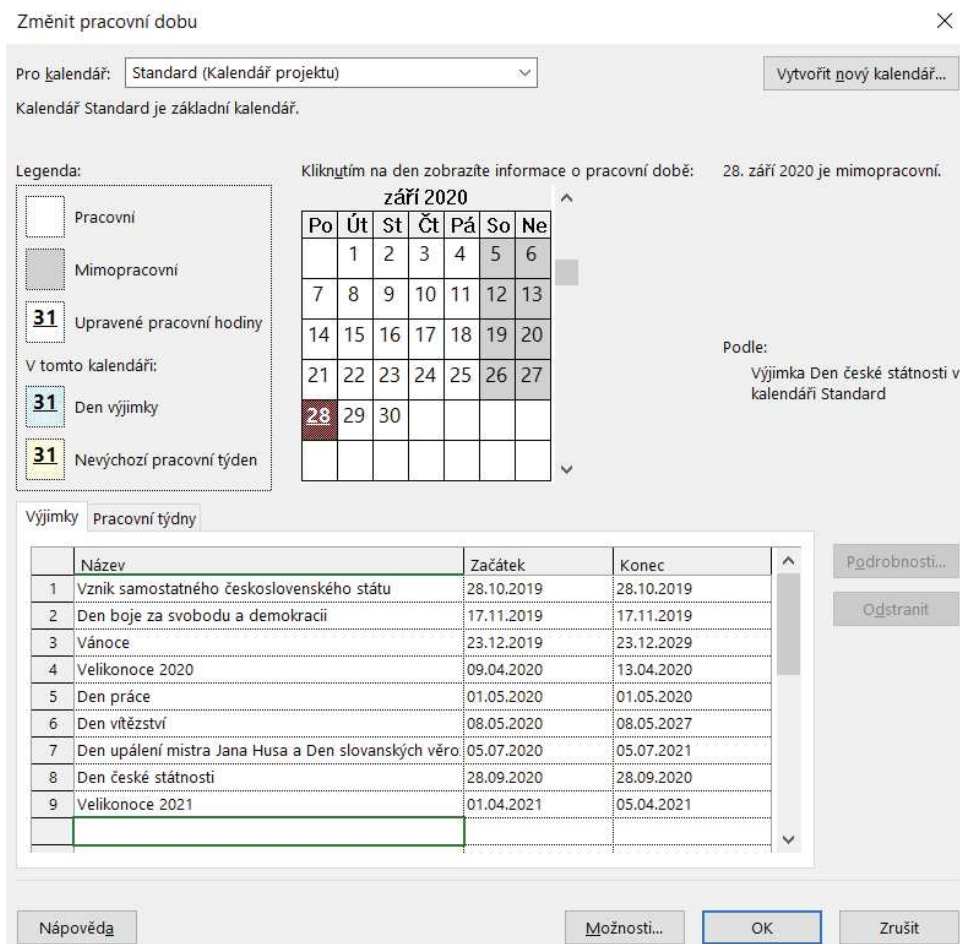 Změnit pracovní dobu
Pro kalendář: Standard (Kalendář projektu)
Vytvořit nový kalendář...
Kalendář Standard je základní kalendář.
Legenda:
Pracovní
Mimopracovní
31 Upravené pracovní hodiny
V tomto kalendáři:
31 Den výjimky
31 Nevýchozí pracovní týden
Kliknutím na den zobrazíte informace o pracovní době:
září 2020
Po Út St Čt Pá So Ne
1 2 3 4 5 6
7 8 9 10 11 12 13
14 15 16 17 18 19 20
21 22 23 24 25 26 27
28 29 30
28. září 2020 je mimopracovní.
Podle:
Výjimka Den české státnosti v
kalendáři Standard
Výjimky Pracovní týdny
Název Začátek Konec
1 Vznik samostatného československého státu 28.10.2019 28.10.2019
2 Den boje za svobodu a demokracii 17.11.2019 17.11.2019
3 Vánoce 23.12.2019 23.12.2029
4 Velikonoce 2020 09.04.2020 13.04.2020
5 Den práce 01.05.2020 01.05.2020
6 Den vítězství 08.05.2020 08.05.2027
7 Den upálení mistra Jana Husa a Den slovanských věro 05.07.2020 05.07.2021
8 Den české státnosti 28.09.2020 28.09.2020
9 Velikonoce 2021 01.04.2021 05.04.2021
Podrobnosti...
Odstranit
Nápověda
Možnosti...
OK
Zrušit